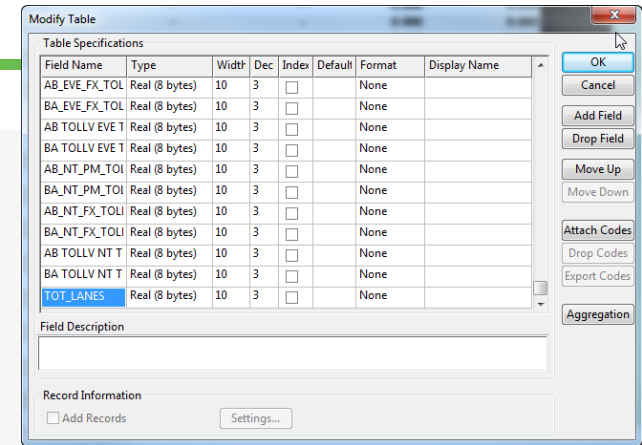 Modify Table
Table Specifications
Field Name Type Width Dec Index Default Format Display Name
AB_EVE_FX_TOL Real (8 bytes) 10 3 None
BA_EVE_FX_TOL Real (8 bytes) 10 3 None
AB TOLLV EVE T Real (8 bytes) 10 3 None
BA TOLLV EVE T Real (8 bytes) 10 3 None
AB_NT_PM_TOL Real (8 bytes) 10 3 None
BA_NT_PM_TOL Real (8 bytes) 10 3 None
AB_NT_FX_TOLI Real (8 bytes) 10 3 None
BA_NT_FX_TOLI Real (8 bytes) 10 3 None
AB TOLLV NT T Real (8 bytes) 10 3 None
BA TOLLV NT T Real (8 bytes) 10 3 None
TOT_LANES Real (8 bytes) 10 3 None
OK
Cancel
Add Field
Drop Field
Move Up
Move Down
Attach Codes
Drop Codes
Export Codes
Aggregation
Field Description
Record Information
Add Records Settings...